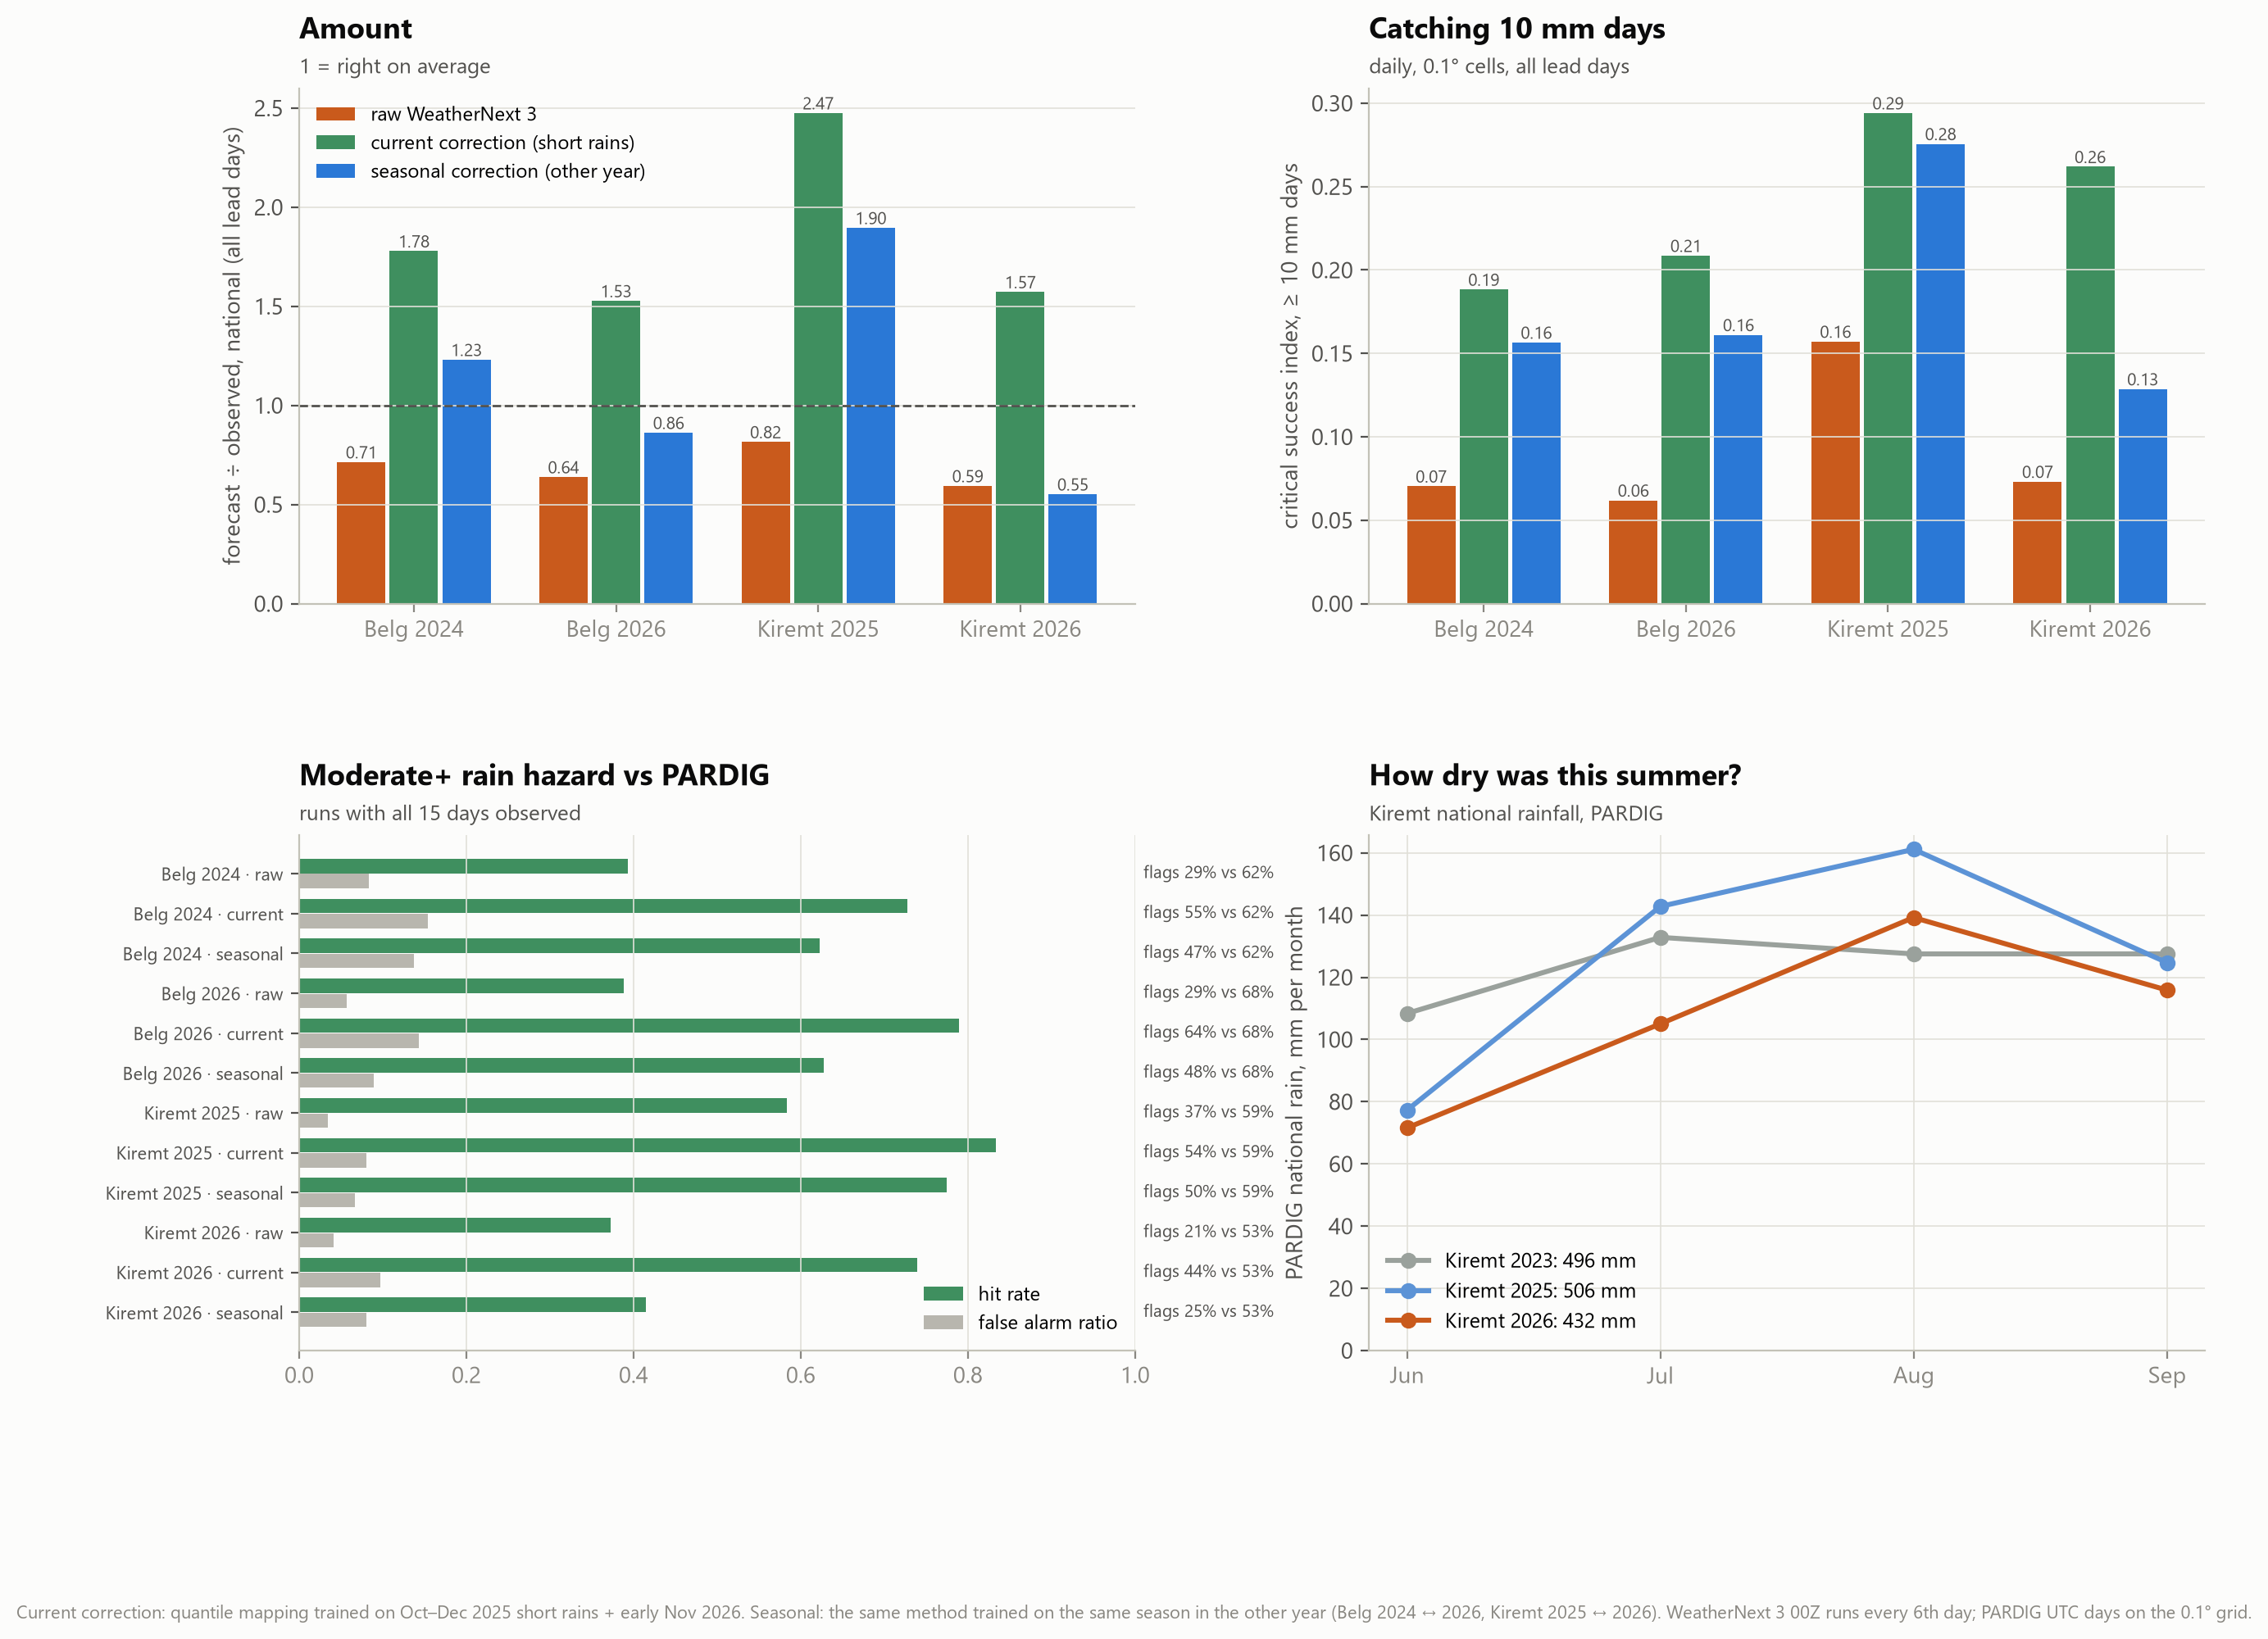 Amount
1 = right on average
forecast ÷ observed, national (all lead days)
2.5
2.0
1.5
1.0
0.5
0.0
raw WeatherNext 3
current correction (short rains)
seasonal correction (other year)
0.71
1.78
1.23
0.64
1.53
0.86
0.82
2.47
1.90
0.59
1.57
0.55
Belg 2024
Belg 2026
Kiremt 2025
Kiremt 2026
Catching 10 mm days
daily, 0.1° cells, all lead days
critical success index, ≥ 10 mm days
0.30
0.25
0.20
0.15
0.10
0.05
0.00
0.07
0.19
0.16
0.06
0.21
0.16
0.16
0.29
0.28
0.07
0.26
0.13
Belg 2024
Belg 2026
Kiremt 2025
Kiremt 2026
Moderate+ rain hazard vs PARDIG
runs with all 15 days observed
Belg 2024 · raw
flags 29% vs 62%
Belg 2024 · current
flags 55% vs 62%
Belg 2024 · seasonal
flags 47% vs 62%
Belg 2026 · raw
flags 29% vs 68%
Belg 2026 · current
flags 64% vs 68%
Belg 2026 · seasonal
flags 48% vs 68%
Kiremt 2025 · raw
flags 37% vs 59%
Kiremt 2025 · current
flags 54% vs 59%
Kiremt 2025 · seasonal
flags 50% vs 59%
Kiremt 2026 · raw
flags 21% vs 53%
Kiremt 2026 · current
flags 44% vs 53%
Kiremt 2026 · seasonal
flags 25% vs 53%
hit rate
false alarm ratio
0.0
0.2
0.4
0.6
0.8
1.0
How dry was this summer?
Kiremt national rainfall, PARDIG
PARDIG national rain, mm per month
160
140
120
100
80
60
40
20
0
Kiremt 2023: 496 mm
Kiremt 2025: 506 mm
Kiremt 2026: 432 mm
Jun
Jul
Aug
Sep
Current correction: quantile mapping trained on Oct–Dec 2025 short rains + early Nov 2026. Seasonal: the same method trained on the same season in the other year (Belg 2024 ↔ 2026, Kiremt 2025 ↔ 2026). WeatherNext 3 00Z runs every 6th day; PARDIG UTC days on the 0.1° grid.